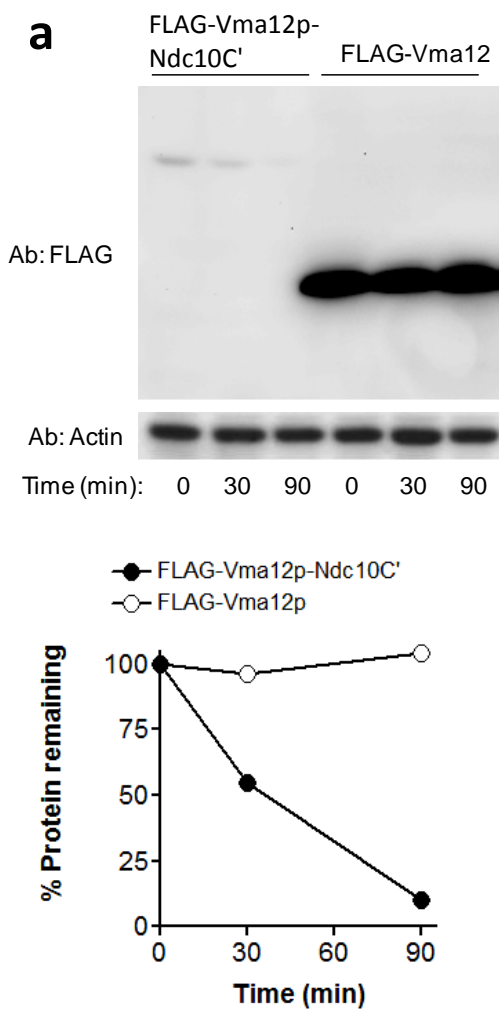 a
FLAG-Vma12p-
Ndc10C'
FLAG-Vma12
Ab: FLAG
Ab: Actin
Time (min): 0 30 90 0 30 90
FLAG-Vma12p-Ndc10C'
FLAG-Vma12p
% Protein remaining
100
75
50
25
0
0 30 60 90
Time (min)